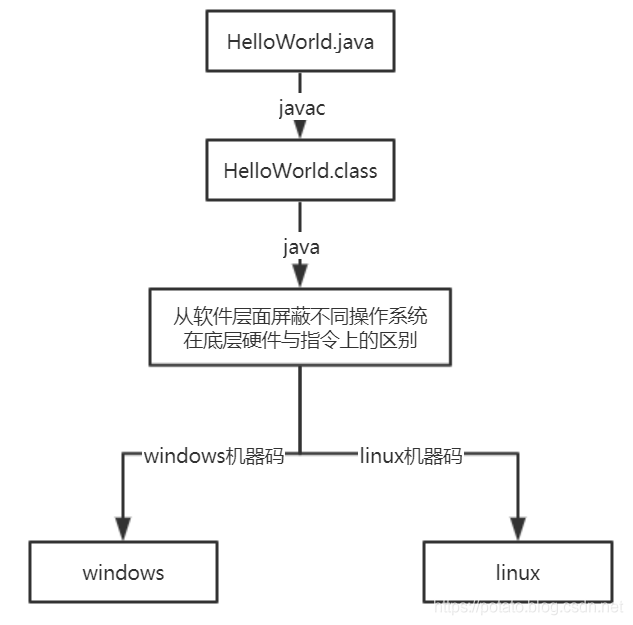 HelloWorld.java
javac
HelloWorld.class
java
从软件层面屏蔽不同操作系统
在底层硬件与指令上的区别
windows机器码
linux机器码
windows
linux
https://potato.blog.csdn.net